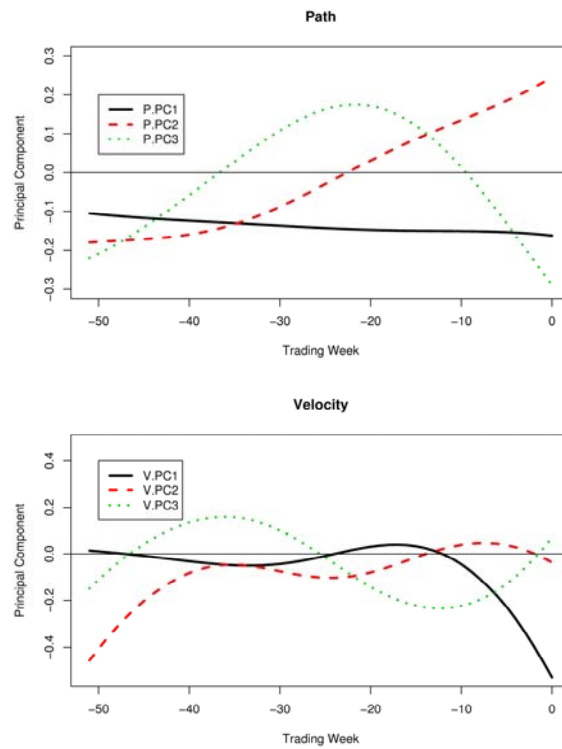 Path
Principal Component
0.3
0.2
0.1
0.0
−0.1
−0.2
−0.3
P.PC1
P.PC2
P.PC3
−50 −40 −30 −20 −10 0
Trading Week
Velocity
Principal Component
0.4
0.2
0.0
−0.2
−0.4
V.PC1
V.PC2
V.PC3
−50 −40 −30 −20 −10 0
Trading Week